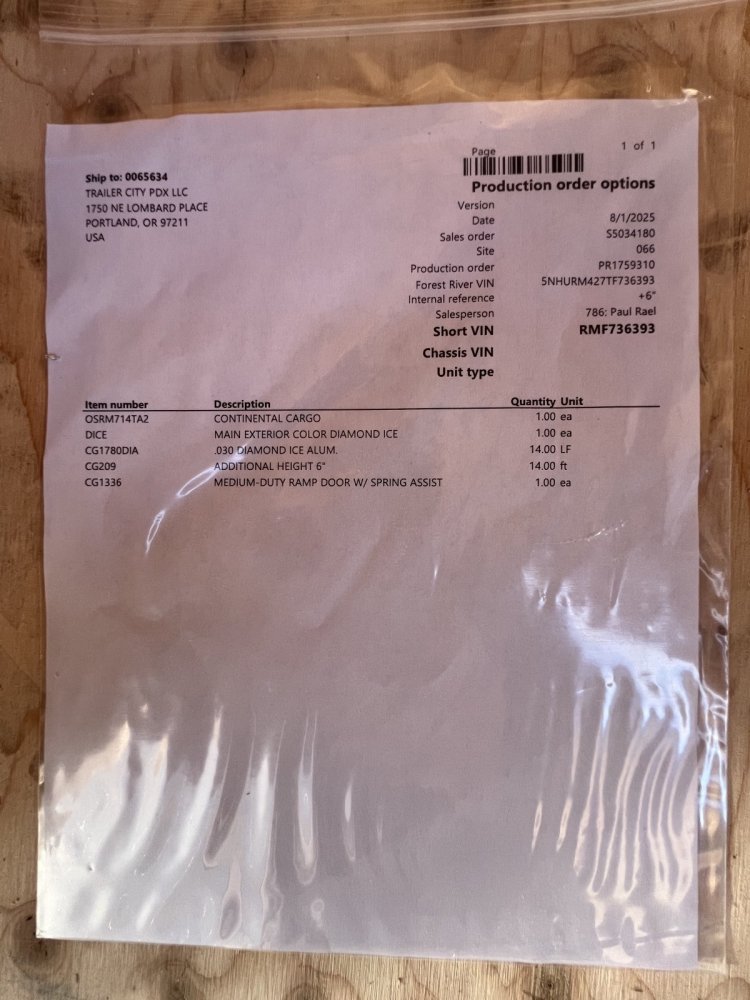 Page 1 of 1
Production order options
Ship to: 0065634
TRAILER CITY PDX LLC
1750 NE LOMBARD PLACE
PORTLAND, OR 97211
USA
Version
Date 8/1/2025
Sales order S5034180
Site 066
Production order PR1759310
Forest River VIN 5NHURM427TF736393
Internal reference +6"
Salesperson 786: Paul Rael
Short VIN RMF736393
Chassis VIN
Unit type
Item number Description Quantity Unit
OSRM714TA2 CONTINENTAL CARGO 1.00 ea
DICE MAIN EXTERIOR COLOR DIAMOND ICE 1.00 ea
CG1780DIA .030 DIAMOND ICE ALUM. 14.00 LF
CG209 ADDITIONAL HEIGHT 6" 14.00 ft
CG1336 MEDIUM-DUTY RAMP DOOR W/ SPRING ASSIST 1.00 ea